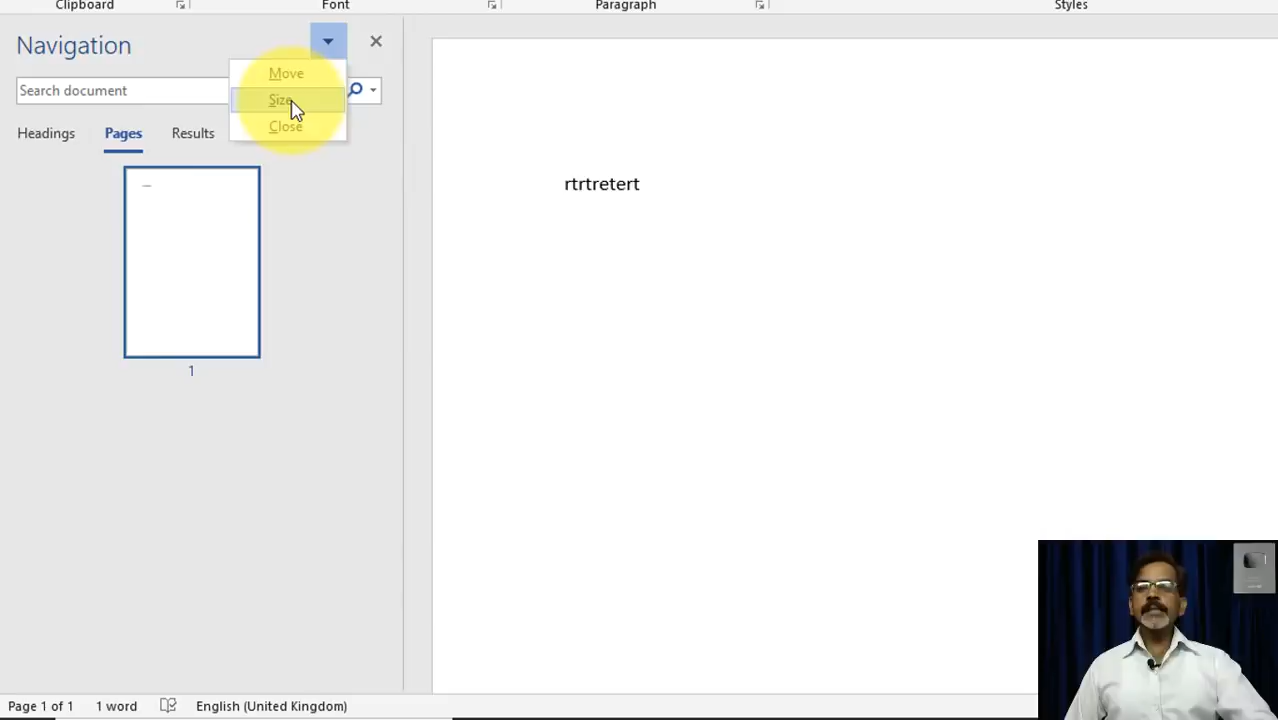 Clipboard
Font
Paragraph
Styles
Navigation
Move
Search document
Size
Close
Headings
Pages
Results
rtrtretert
1
Page 1 of 1
1 word
English (United Kingdom)